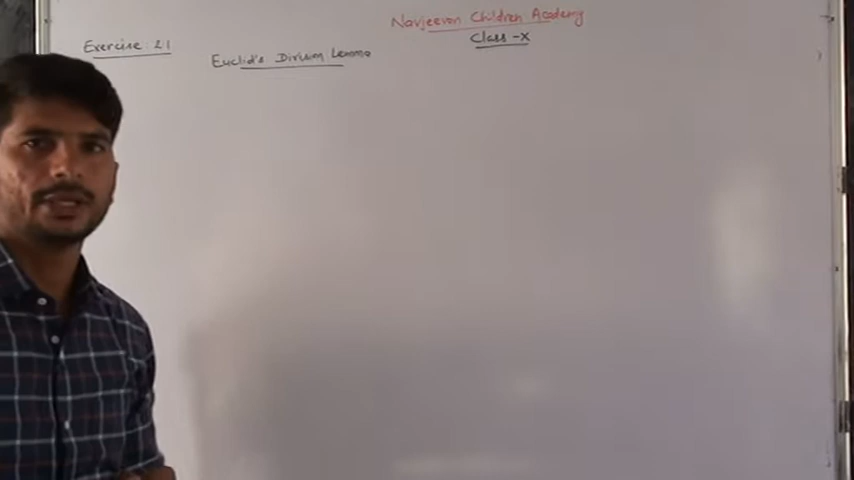 Navjeevan Children Academy
Class - X
Exercise : 2.1
Euclid's Division Lemma